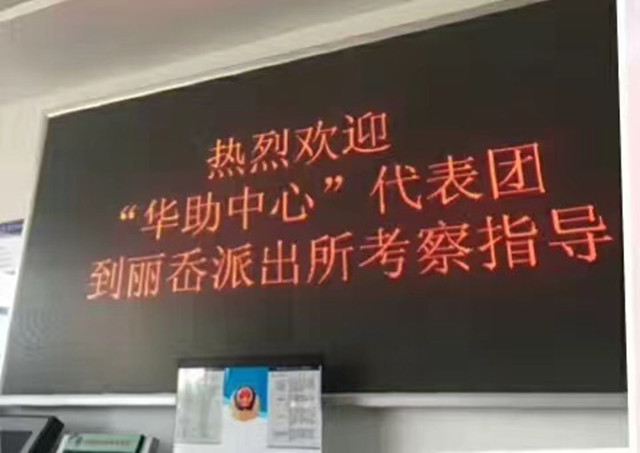 热烈欢迎
“华助中心”代表团
到丽岙派出所考察指导